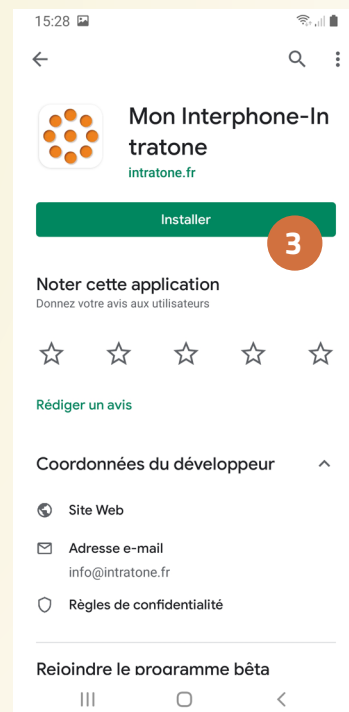 15:28
Mon Interphone-In
tratone
intratone.fr
Installer
3
Noter cette application
Donnez votre avis aux utilisateurs
Rédiger un avis
Coordonnées du développeur
Site Web
Adresse e-mail
info@intratone.fr
Règles de confidentialité
Rejoindre le programme bêta